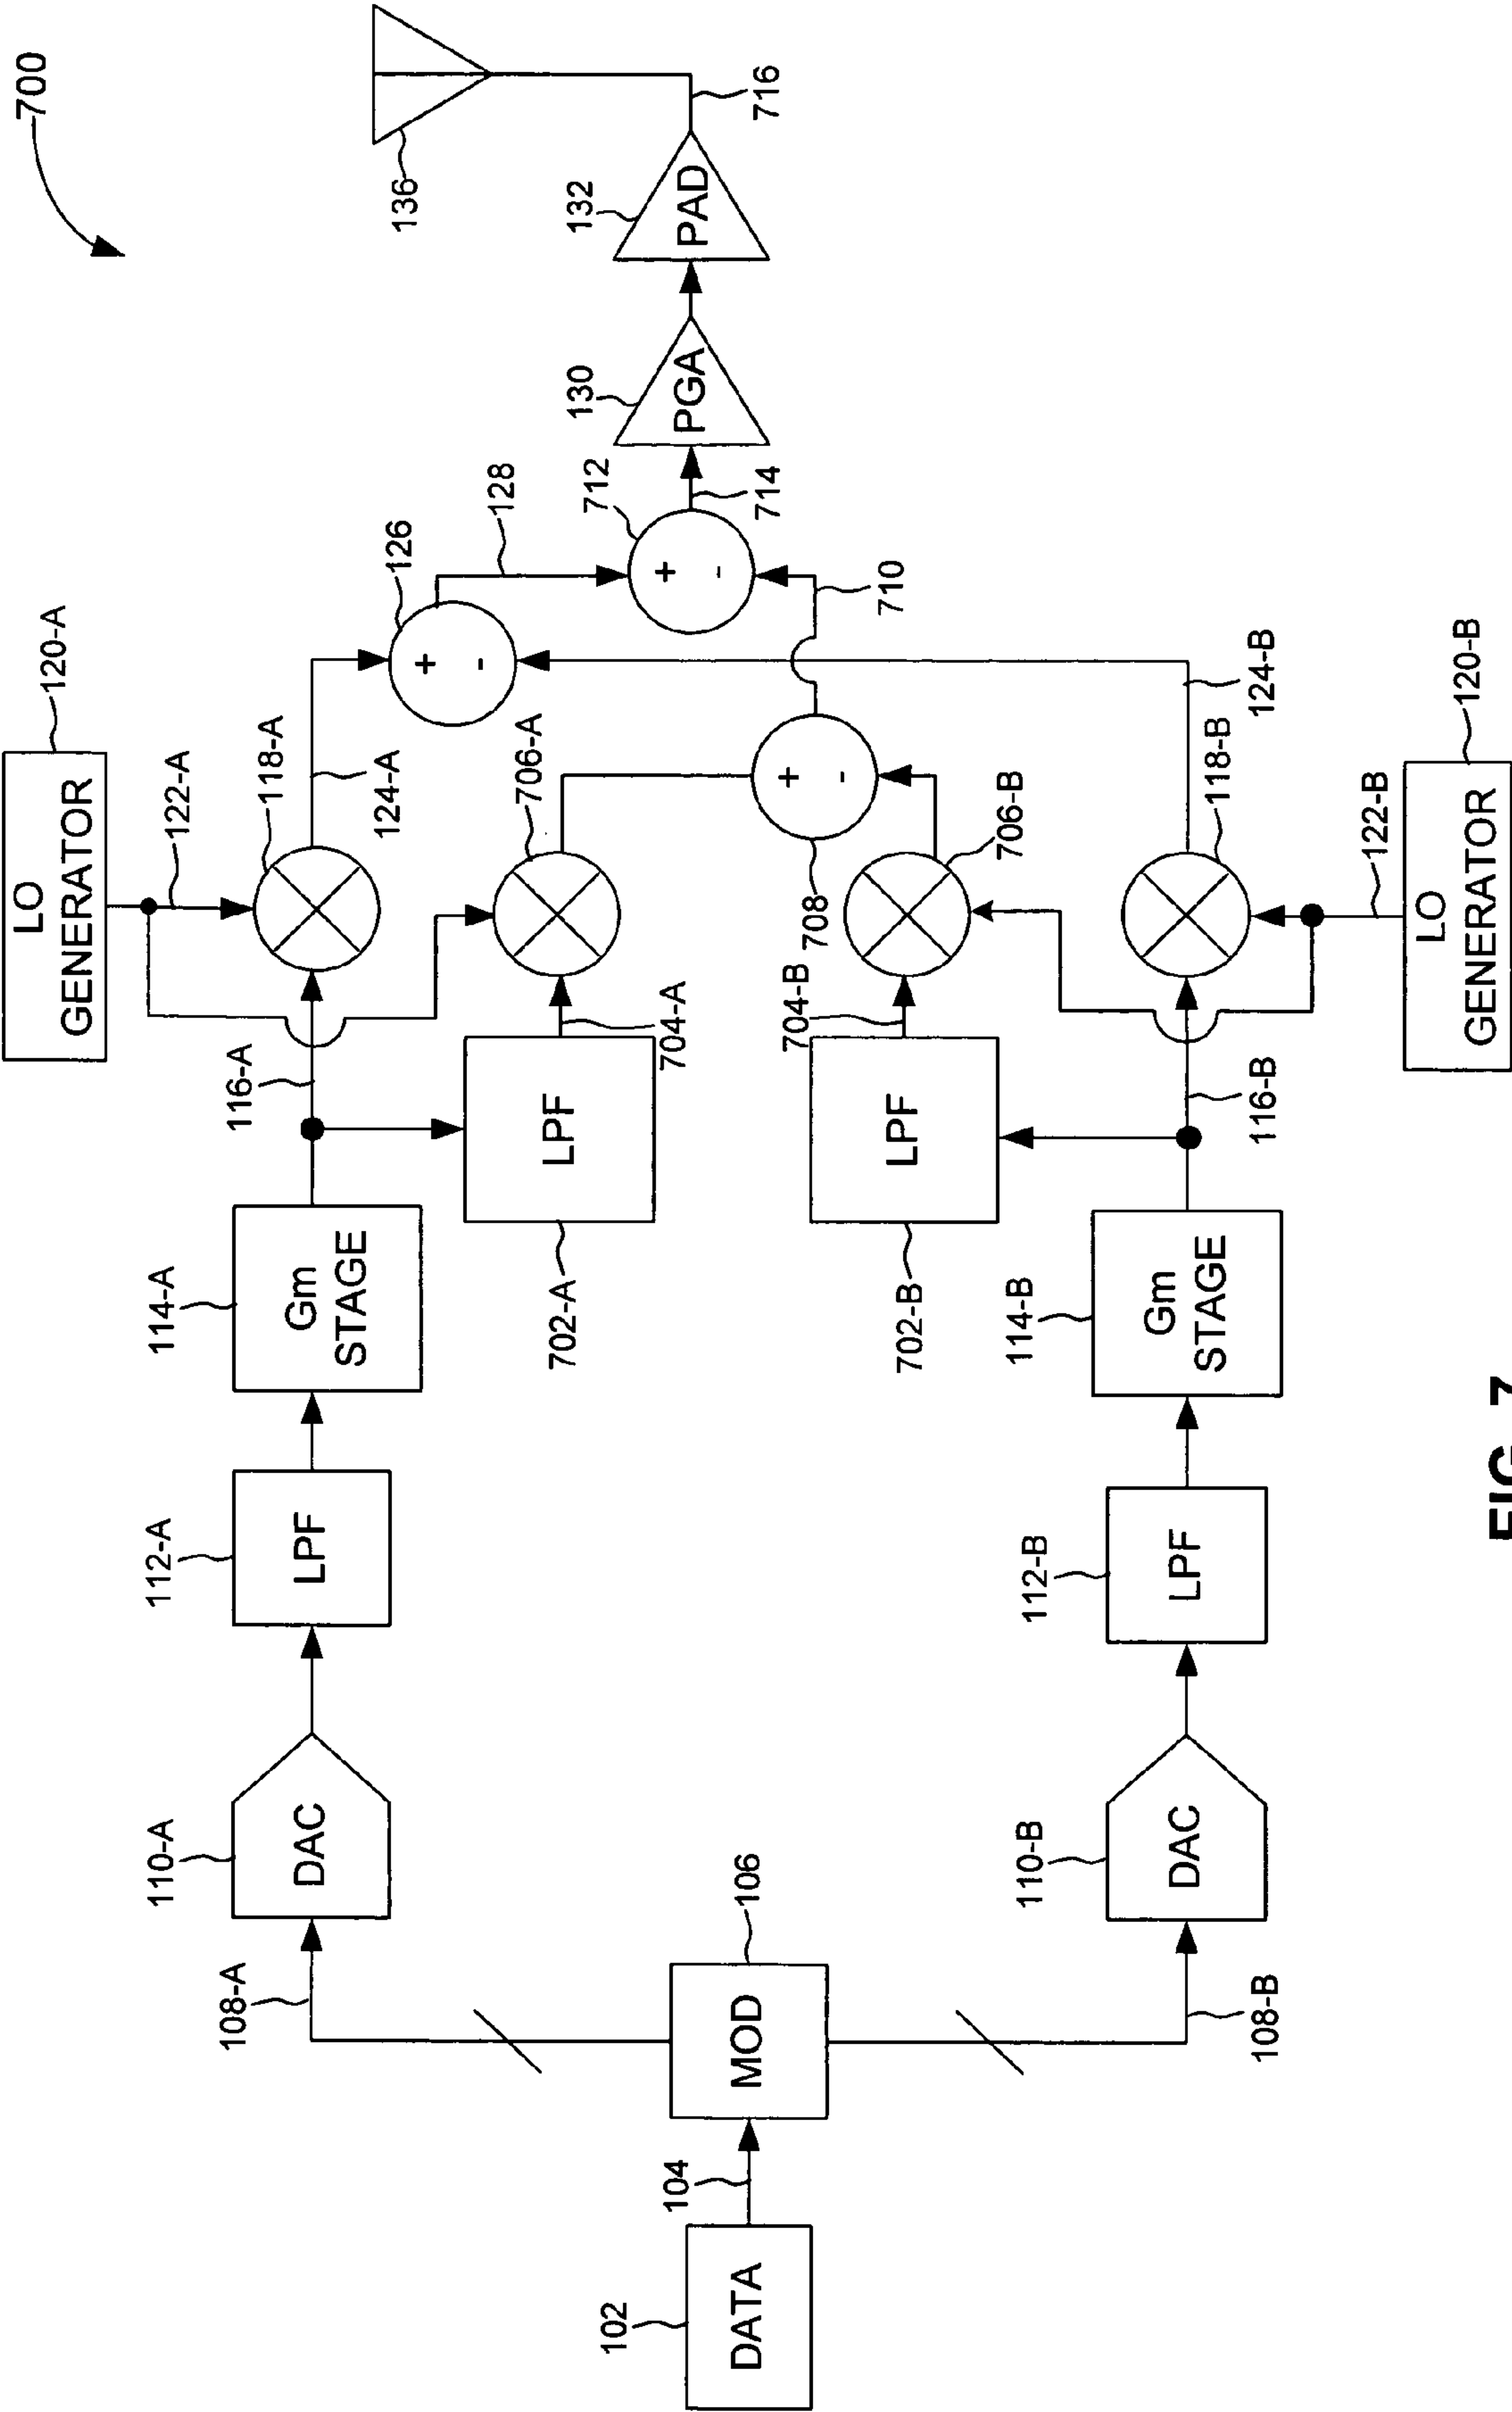 700
120-A
LO
GENERATOR
122-A
118-A
124-A
116-A
114-A
Gm
STAGE
112-A
LPF
110-A
DAC
108-A
126
+
-
128
712
+
-
714
130
PGA
132
PAD
716
136
706-A
704-A
LPF
702-A
708
+
-
710
706-B
704-B
LPF
702-B
102
DATA
104
MOD
106
108-B
110-B
DAC
112-B
LPF
114-B
Gm
STAGE
116-B
118-B
124-B
122-B
120-B
LO
GENERATOR
FIG. 7